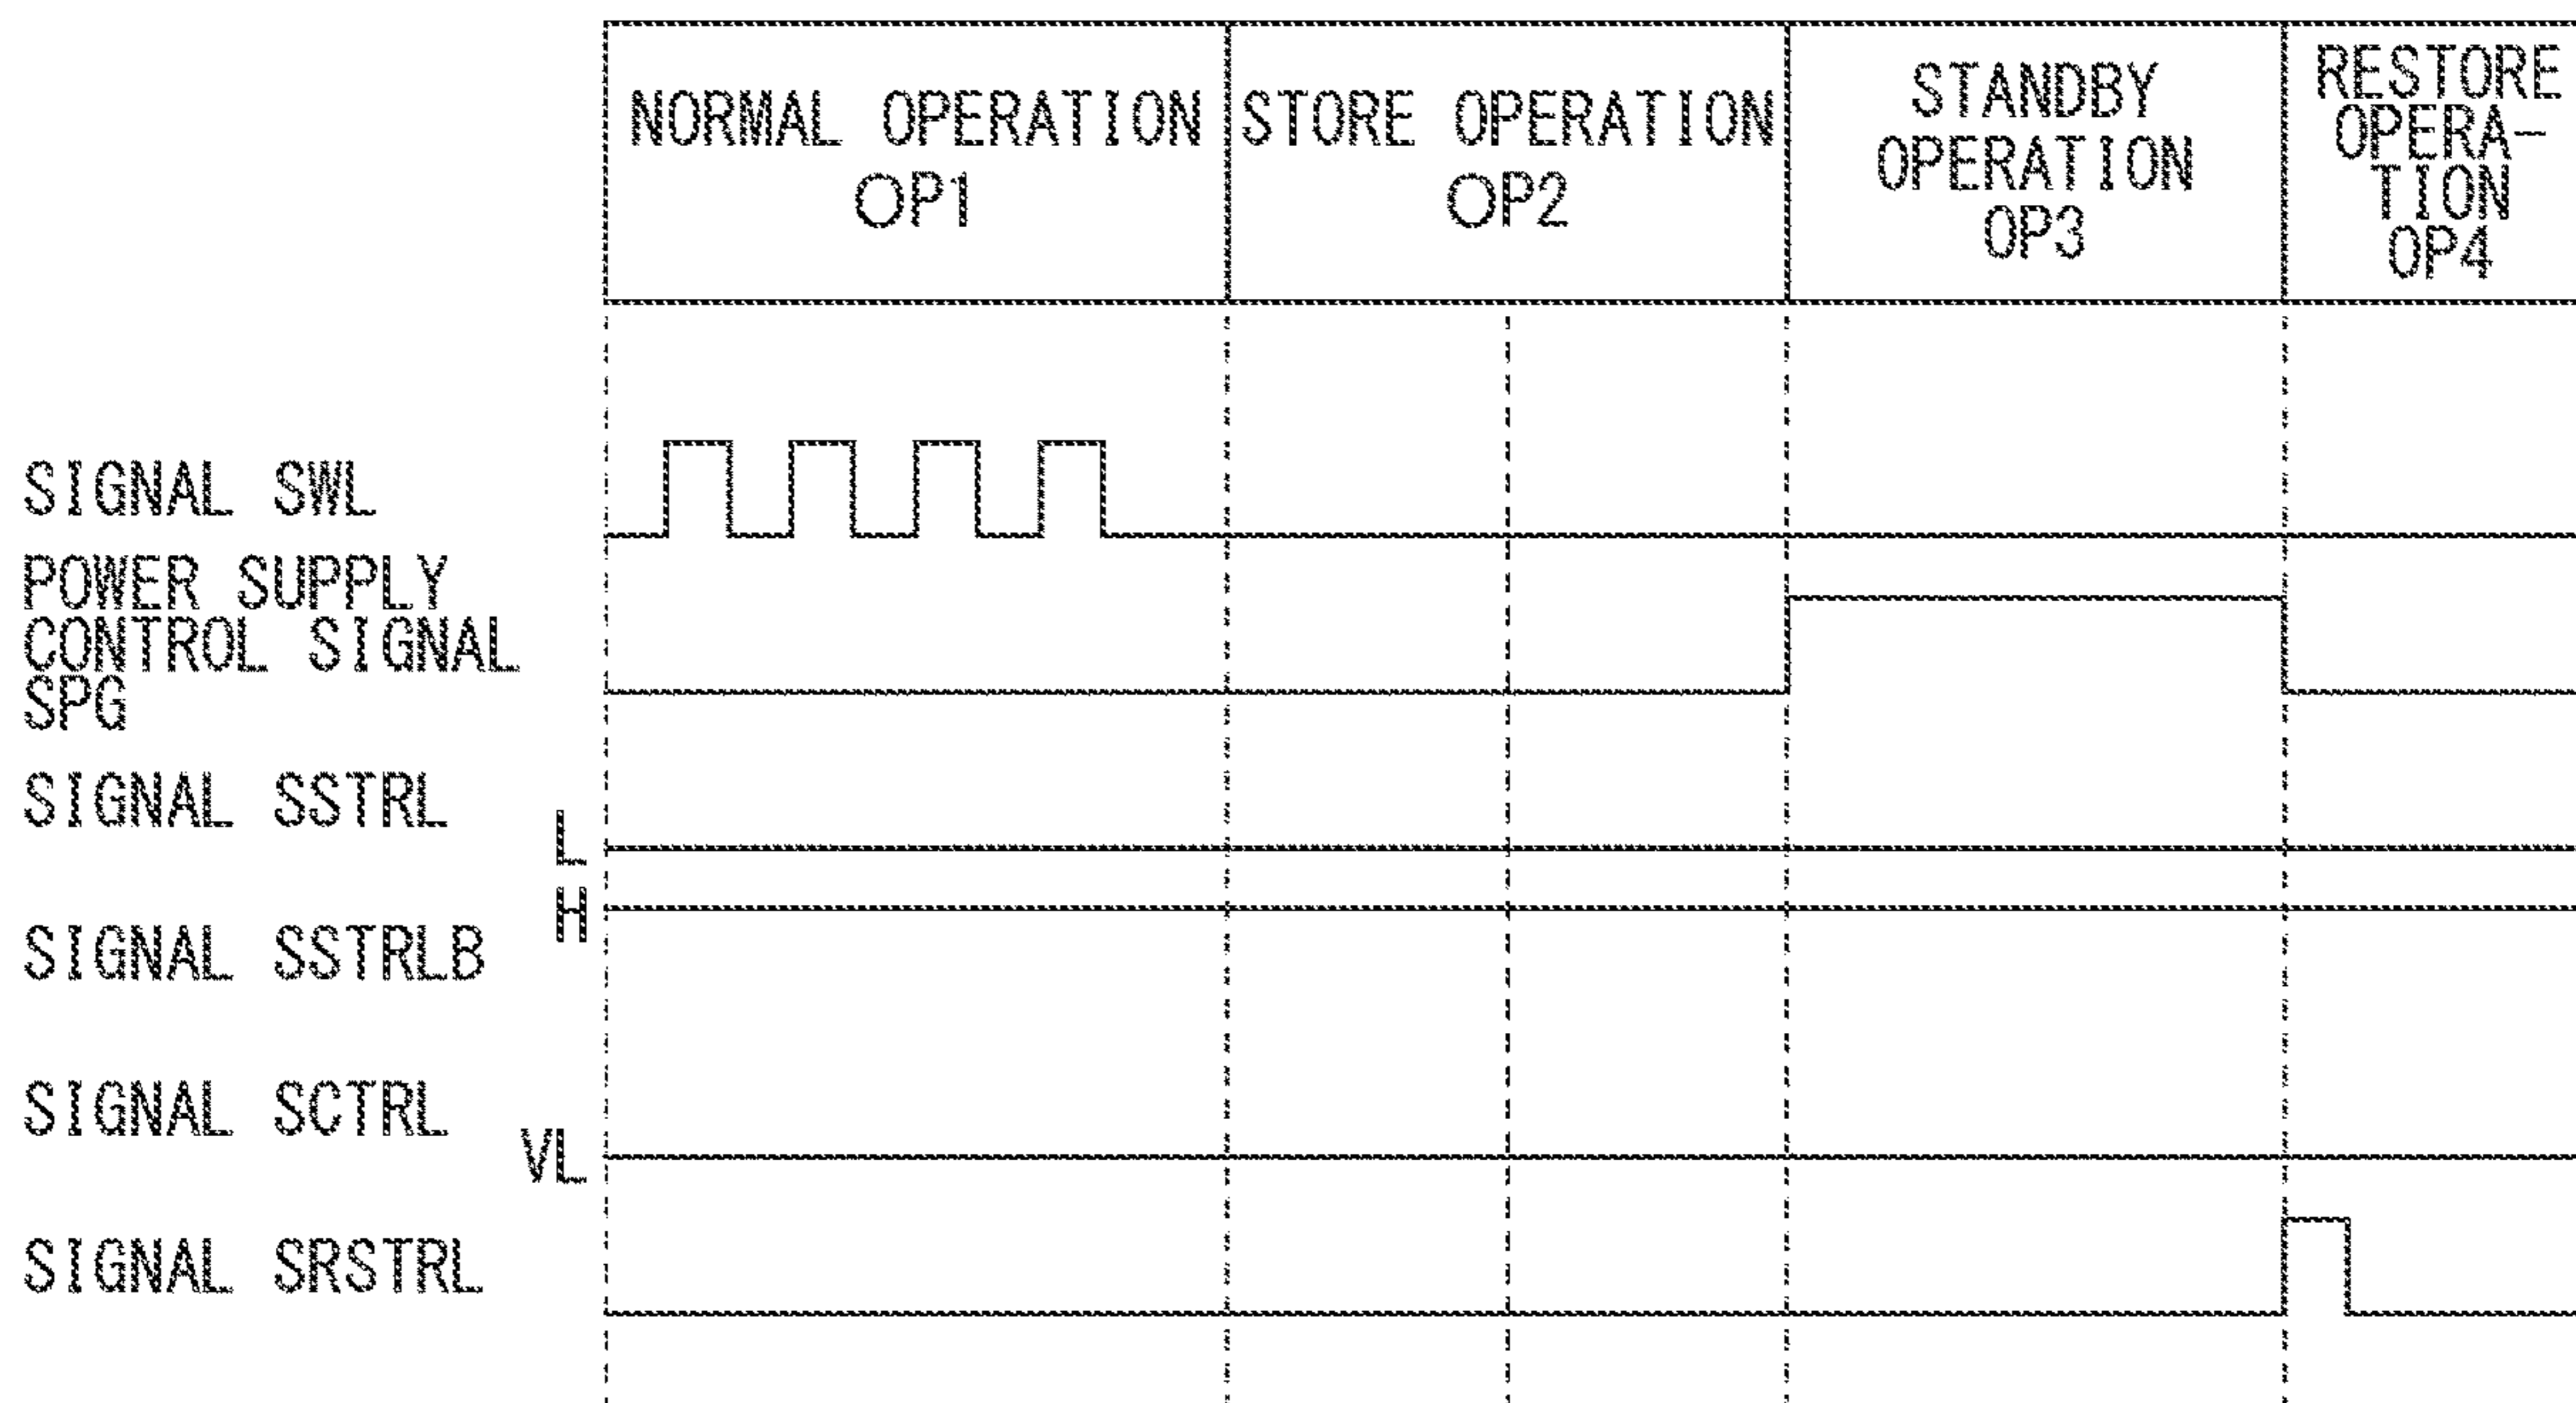 NORMAL OPERATION
OP1
STORE OPERATION
OP2
STANDBY
OPERATION
OP3
RESTORE
OPERA-
TION
OP4
SIGNAL SWL
POWER SUPPLY
CONTROL SIGNAL
SPG
SIGNAL SSTRL
L
H
SIGNAL SSTRLB
SIGNAL SCTRL
VL
SIGNAL SRSTRL